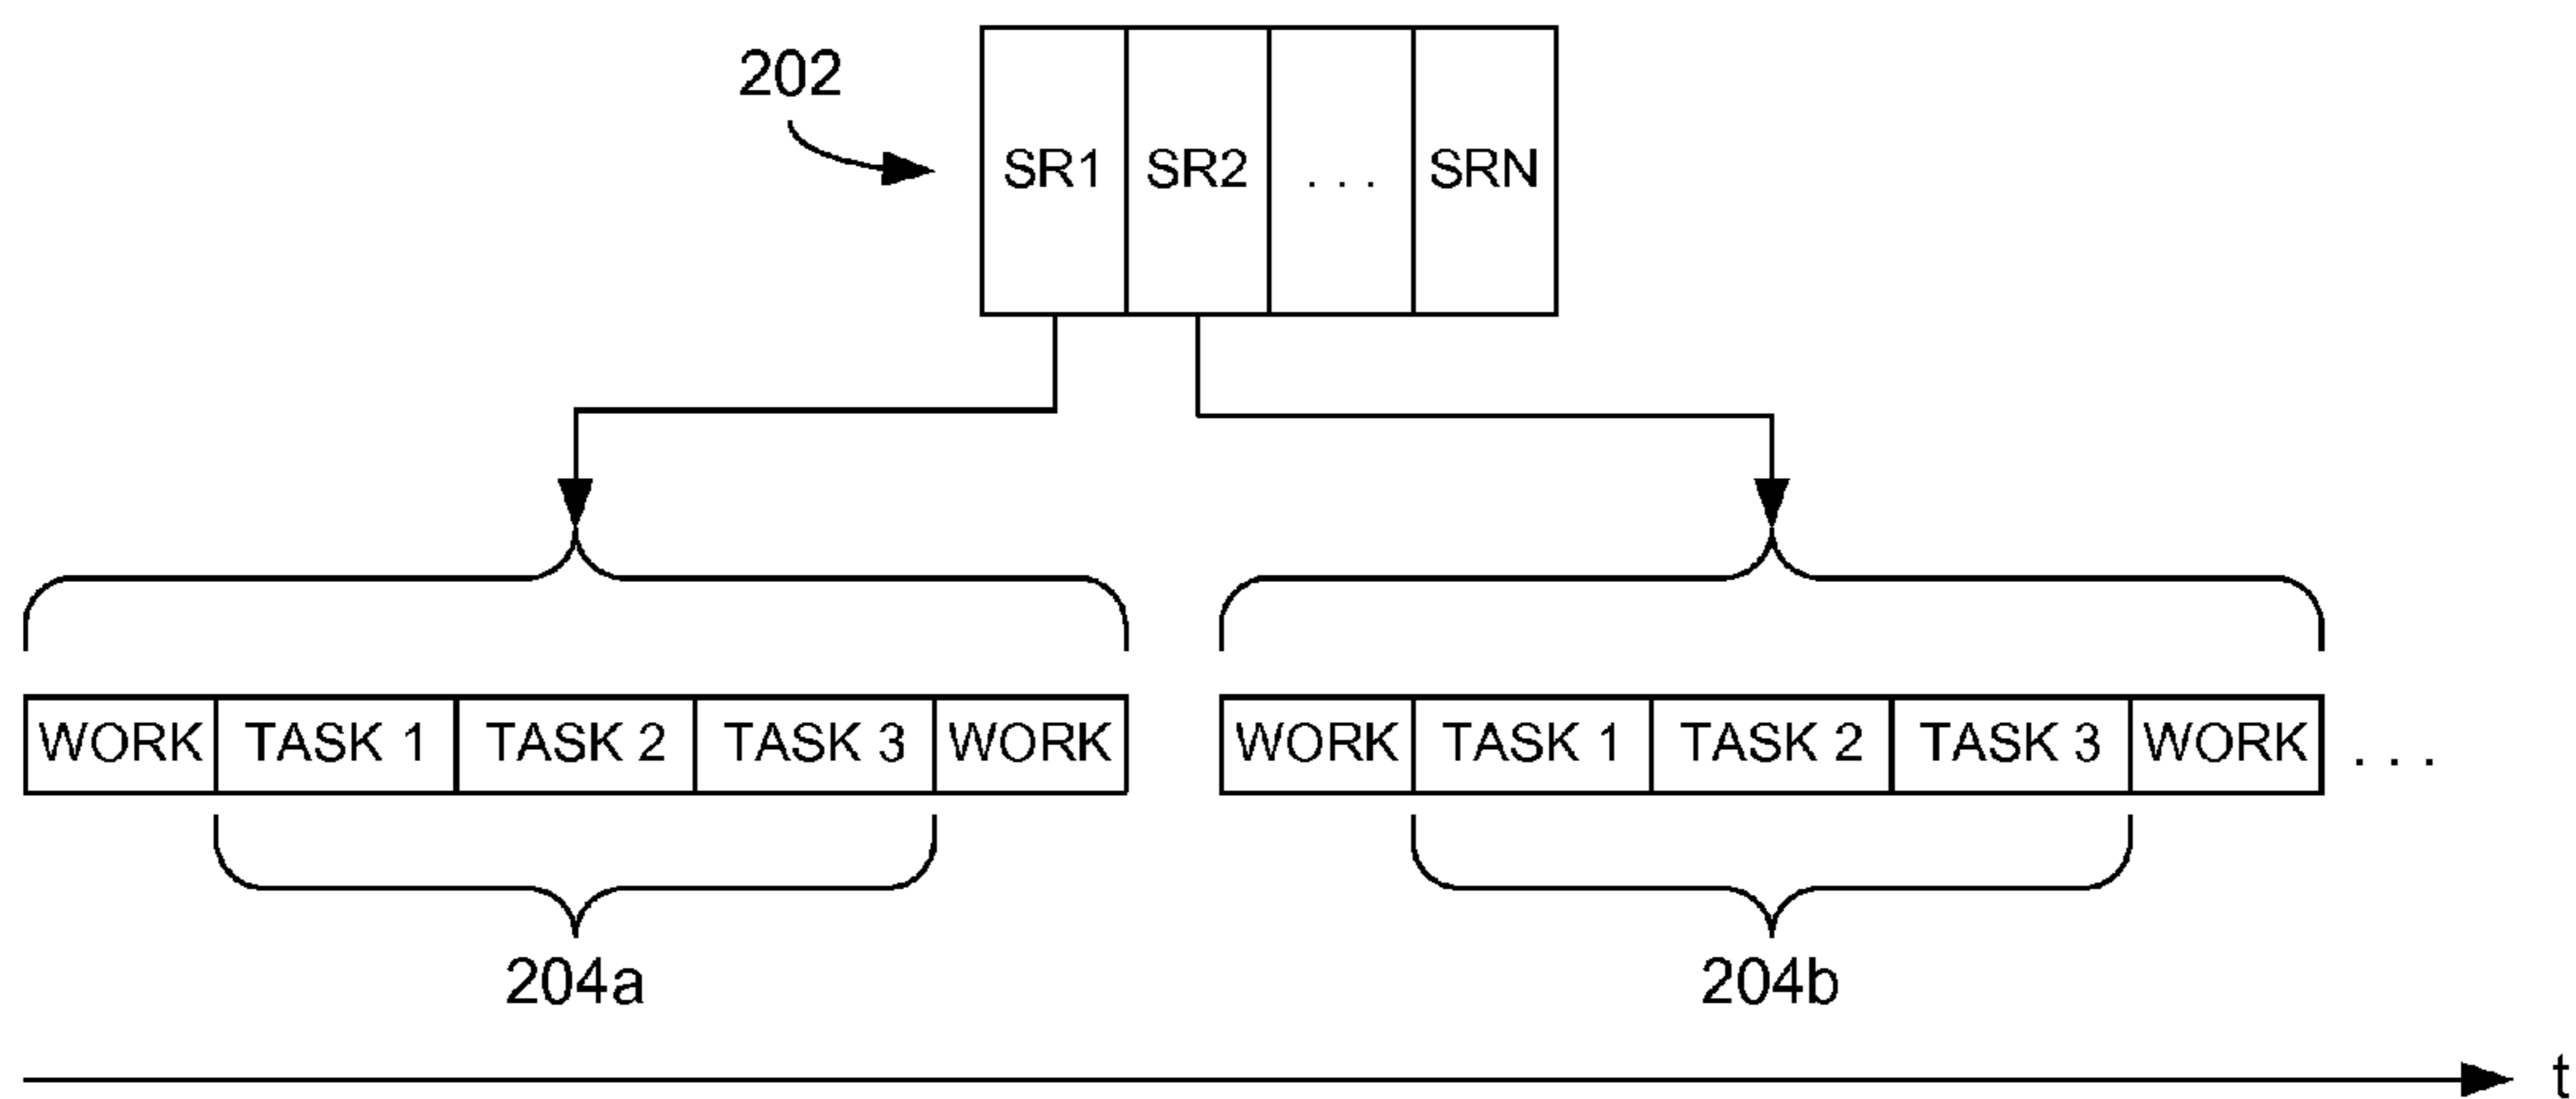 202
SR1 SR2 . . . SRN
WORK TASK 1 TASK 2 TASK 3 WORK WORK TASK 1 TASK 2 TASK 3 WORK . . .
204a 204b
t